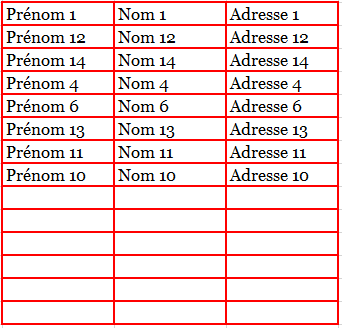 Prénom 1 Nom 1 Adresse 1
Prénom 12 Nom 12 Adresse 12
Prénom 14 Nom 14 Adresse 14
Prénom 4 Nom 4 Adresse 4
Prénom 6 Nom 6 Adresse 6
Prénom 13 Nom 13 Adresse 13
Prénom 11 Nom 11 Adresse 11
Prénom 10 Nom 10 Adresse 10